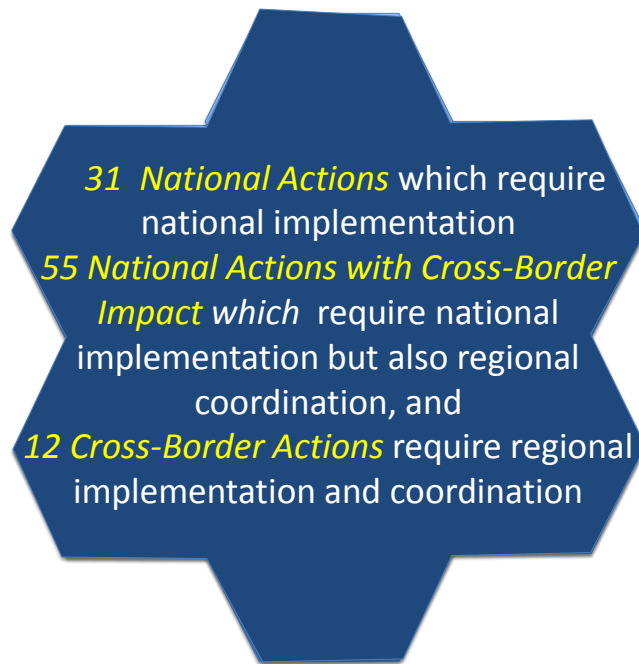 31 National Actions which require
national implementation
55 National Actions with Cross-Border
Impact which require national
implementation but also regional
coordination, and
12 Cross-Border Actions require regional
implementation and coordination